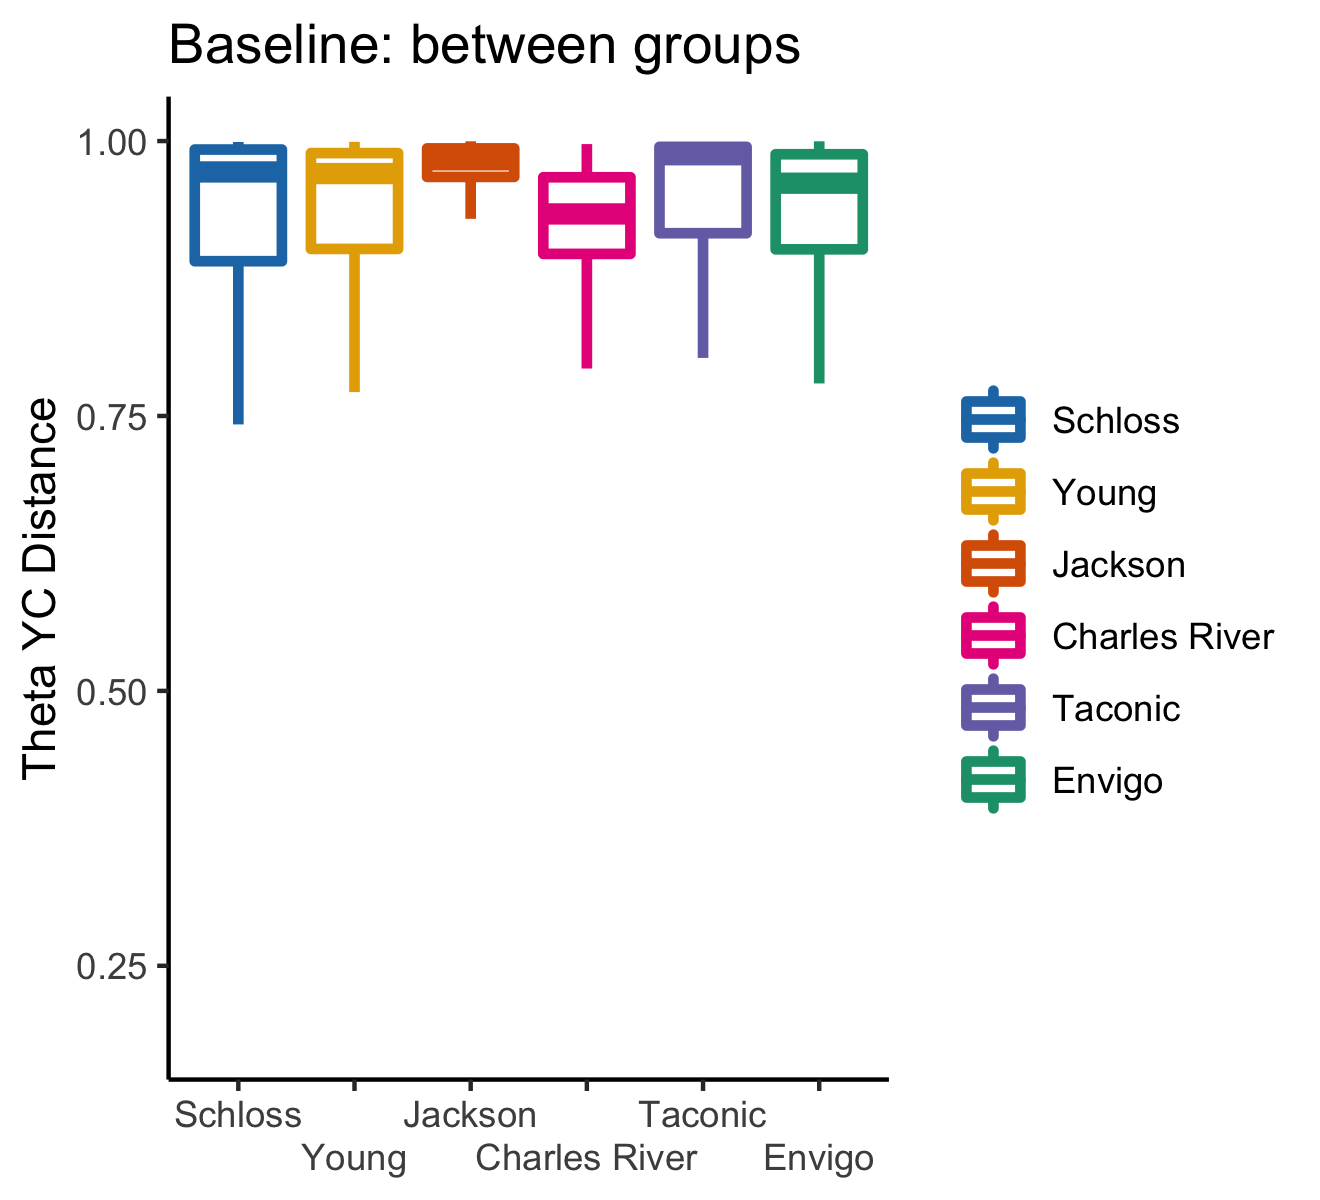 Baseline: between groups
Theta YC Distance
1.00
0.75
0.50
0.25
Schloss
Young
Jackson
Charles River
Taconic
Envigo
Schloss
Young
Jackson
Charles River
Taconic
Envigo